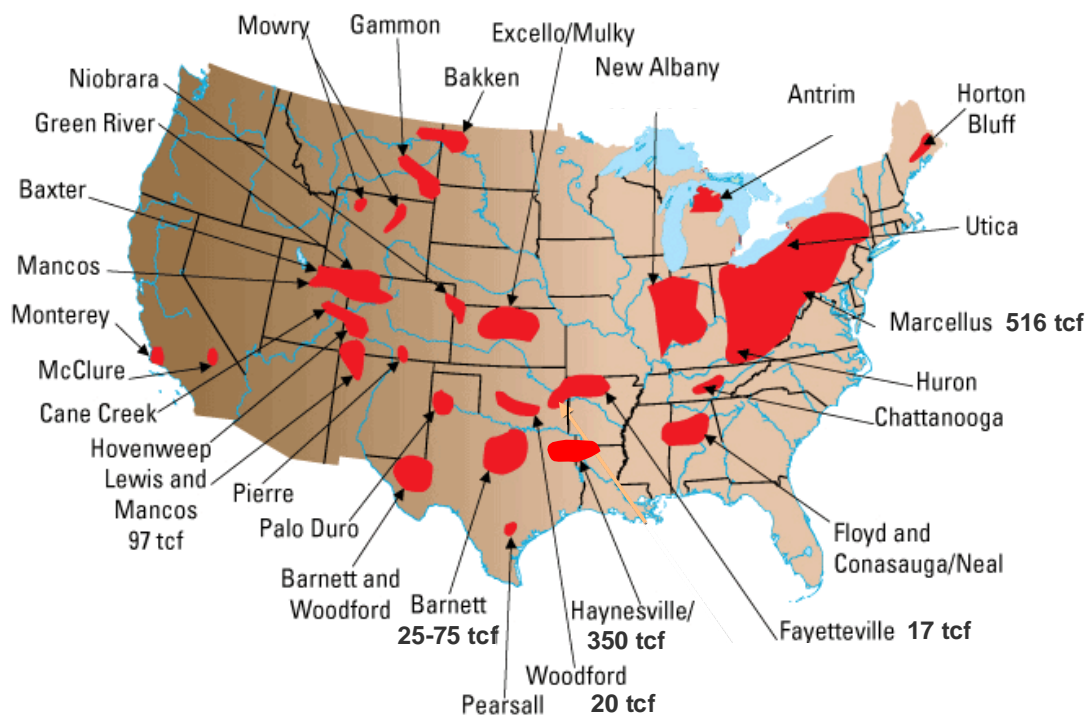 Mowry
Gammon
Excello/Mulky
New Albany
Niobrara
Bakken
Antrim
Horton
Bluff
Green River
Baxter
Utica
Mancos
Monterey
Marcellus 516 tcf
McClure
Huron
Cane Creek
Chattanooga
Hovenweep
Lewis and
Mancos
97 tcf
Pierre
Palo Duro
Floyd and
Conasauga/Neal
Barnett and
Woodford
Barnett
25-75 tcf
Haynesville/
350 tcf
Fayetteville 17 tcf
Woodford
20 tcf
Pearsall